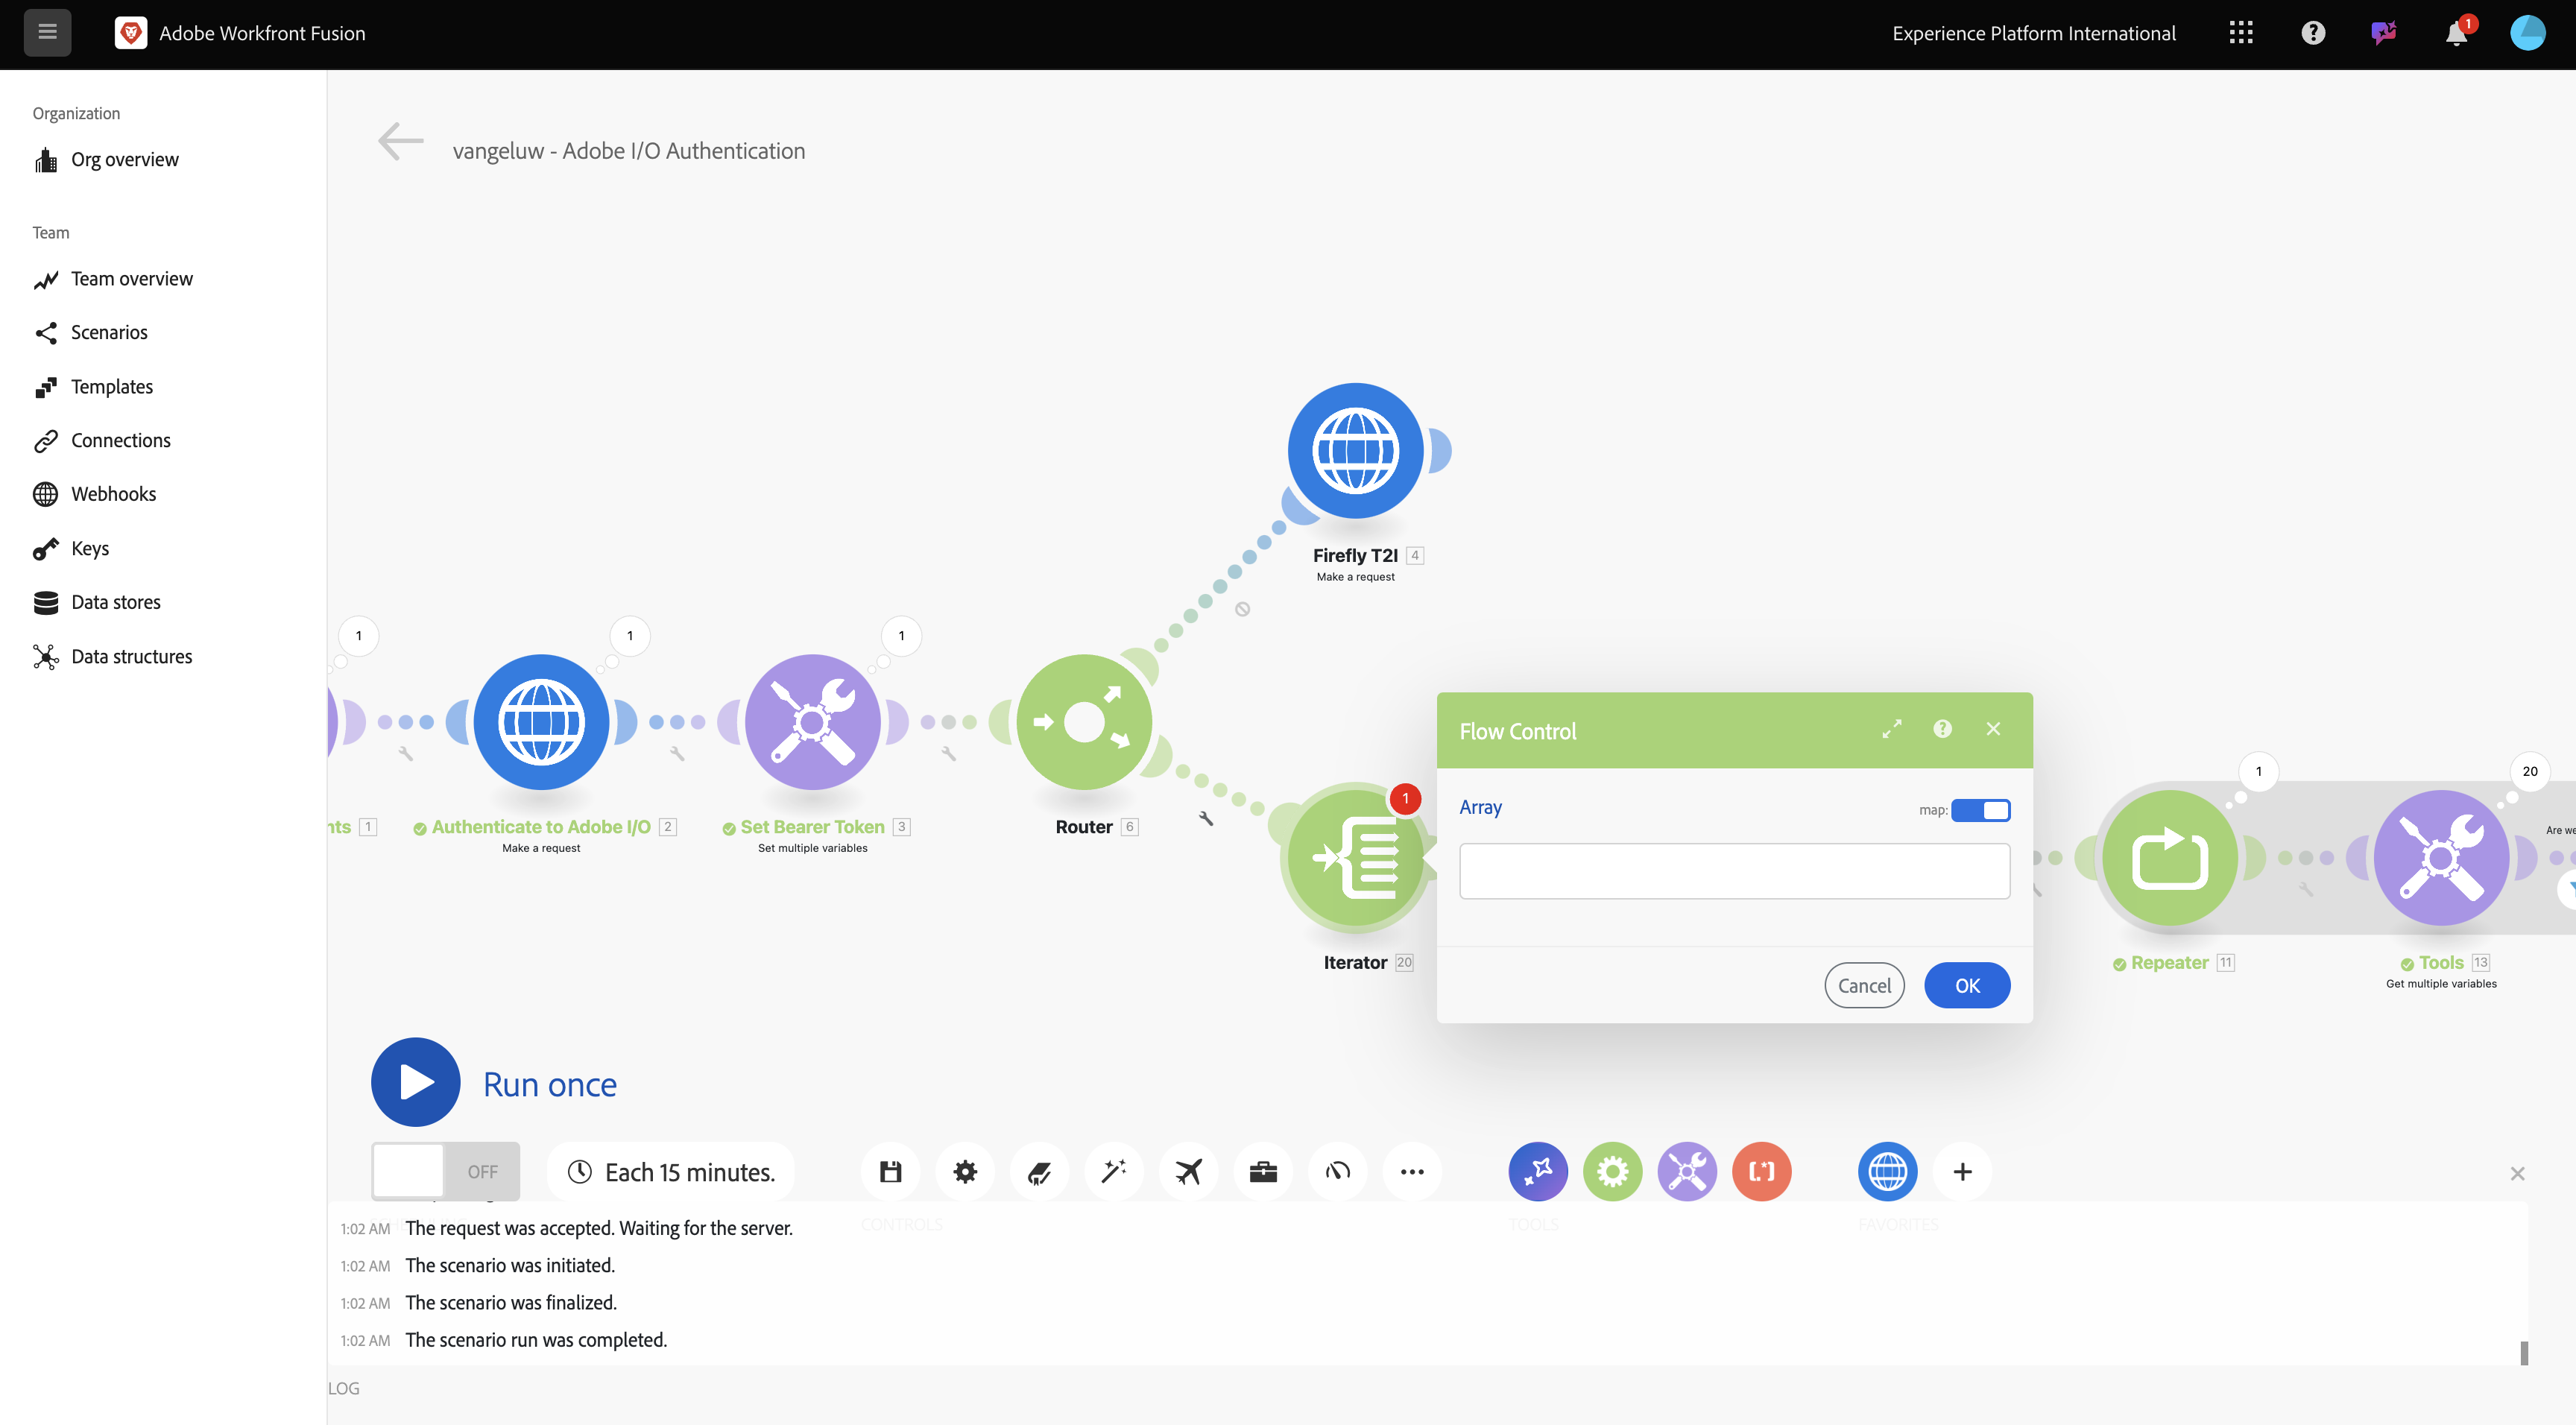 Adobe Workfront Fusion
Experience Platform International
1
Organization
Org overview
Team
Team overview
Scenarios
Templates
Connections
Webhooks
Keys
Data stores
Data structures
vangeluw - Adobe I/O Authentication
Firefly T2I 4
Make a request
1
1
1
nts 1
Authenticate to Adobe I/O 2
Make a request
Set Bearer Token 3
Set multiple variables
Router 6
1
Iterator 20
Flow Control
Array
map:
Cancel
OK
1
Repeater 11
20
Tools 13
Get multiple variables
Are we
Run once
OFF
Each 15 minutes.
CONTROLS
TOOLS
FAVORITES
1:02 AM The request was accepted. Waiting for the server.
1:02 AM The scenario was initiated.
1:02 AM The scenario was finalized.
1:02 AM The scenario run was completed.
LOG